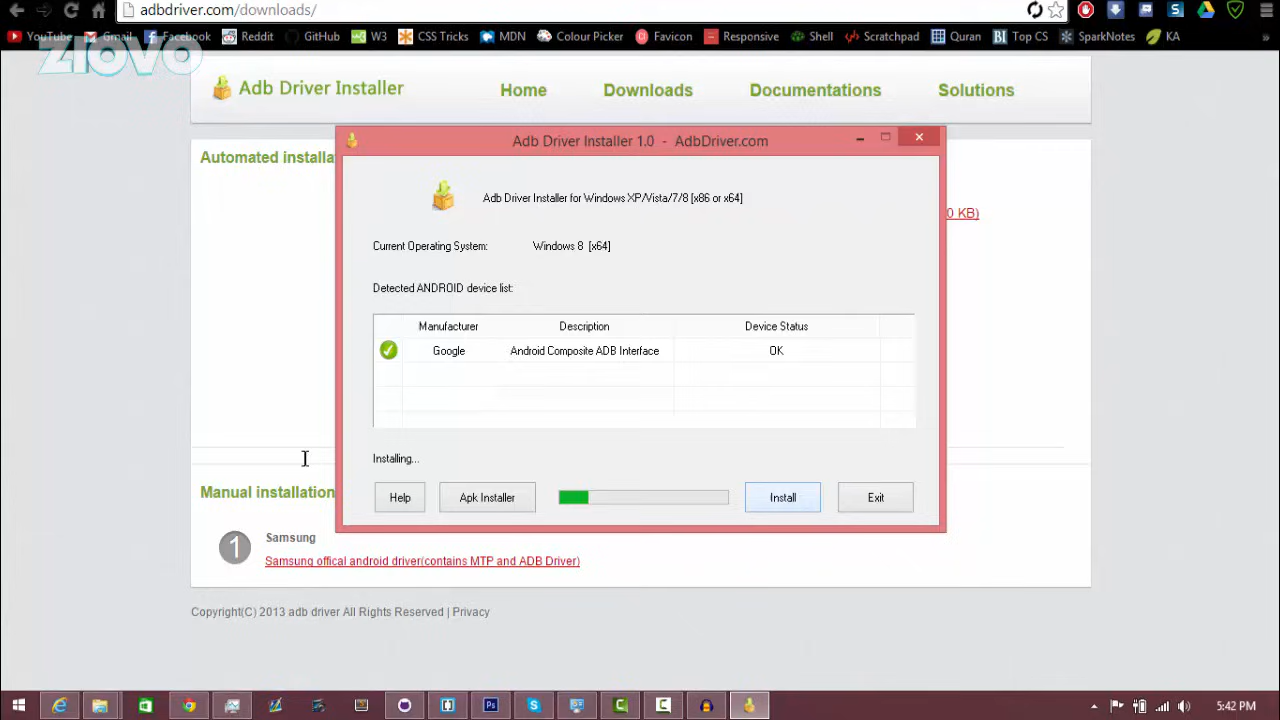 adbdriver.com/downloads/
YouTube Gmail Facebook Reddit GitHub W3 CSS Tricks MDN Colour Picker Favicon Responsive Shell Scratchpad Quran Top CS SparkNotes KA
ZIOVO
Adb Driver Installer Home Downloads Documentations Solutions
Adb Driver Installer 1.0 - AdbDriver.com
Automated installa
Adb Driver Installer for Windows XP/Vista/7/8 [x86 or x64]
0 KB)
Current Operating System: Windows 8 [x64]
Detected ANDROID device list:
Manufacturer Description Device Status
Google Android Composite ADB Interface OK
Installing...
Manual installation
Help Apk Installer Install Exit
1 Samsung
Samsung offical android driver(contains MTP and ADB Driver)
Copyright(C) 2013 adb driver All Rights Reserved | Privacy
5:42 PM